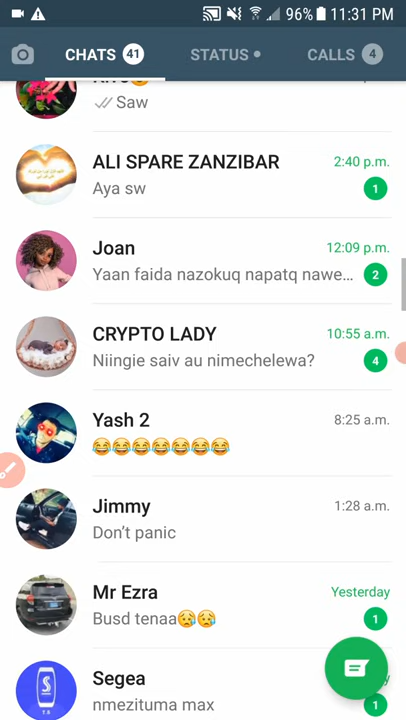 96% 11:31 PM
CHATS 41 STATUS CALLS 4
Saw
ALI SPARE ZANZIBAR 2:40 p.m.
Aya sw 1
Joan 12:09 p.m.
Yaan faida nazokuq napatq nawe... 2
CRYPTO LADY 10:55 a.m.
Niingie saiv au nimechelewa? 4
Yash 2 8:25 a.m.
😂😂😂😂😂😂😂
Jimmy 1:28 a.m.
Don't panic
Mr Ezra Yesterday
Busd tenaa😥😥 1
Segea
nmezituma max 1